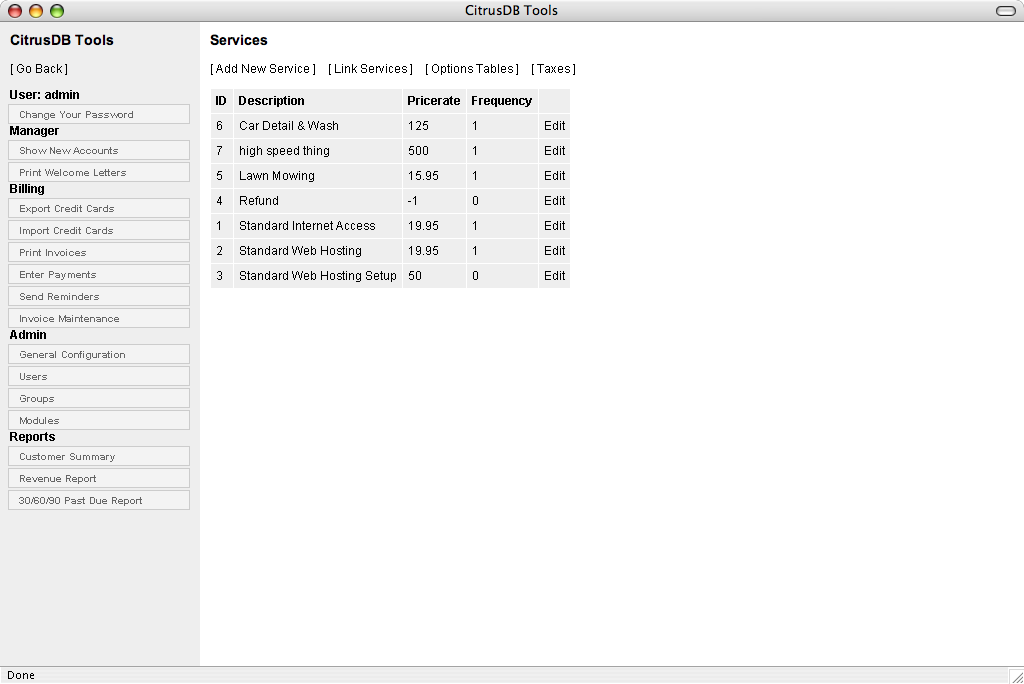 CitrusDB Tools
CitrusDB Tools
[ Go Back ]
User: admin
Change Your Password
Manager
Show New Accounts
Print Welcome Letters
Billing
Export Credit Cards
Import Credit Cards
Print Invoices
Enter Payments
Send Reminders
Invoice Maintenance
Admin
General Configuration
Users
Groups
Modules
Reports
Customer Summary
Revenue Report
30/60/90 Past Due Report
Services
[ Add New Service ] [ Link Services ] [ Options Tables ] [ Taxes ]
ID Description Pricerate Frequency
6 Car Detail & Wash 125 1 Edit
7 high speed thing 500 1 Edit
5 Lawn Mowing 15.95 1 Edit
4 Refund -1 0 Edit
1 Standard Internet Access 19.95 1 Edit
2 Standard Web Hosting 19.95 1 Edit
3 Standard Web Hosting Setup 50 0 Edit
Done